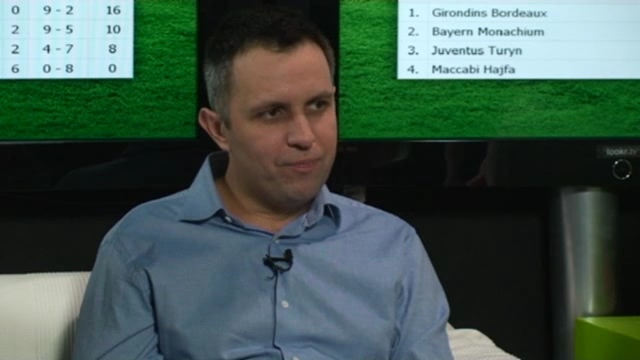 0 9 - 2 16
2 9 - 5 10
2 4 - 7 8
6 0 - 8 0
1. Girondins Bordeaux
2. Bayern Monachium
3. Juventus Turyn
4. Maccabi Hajfa